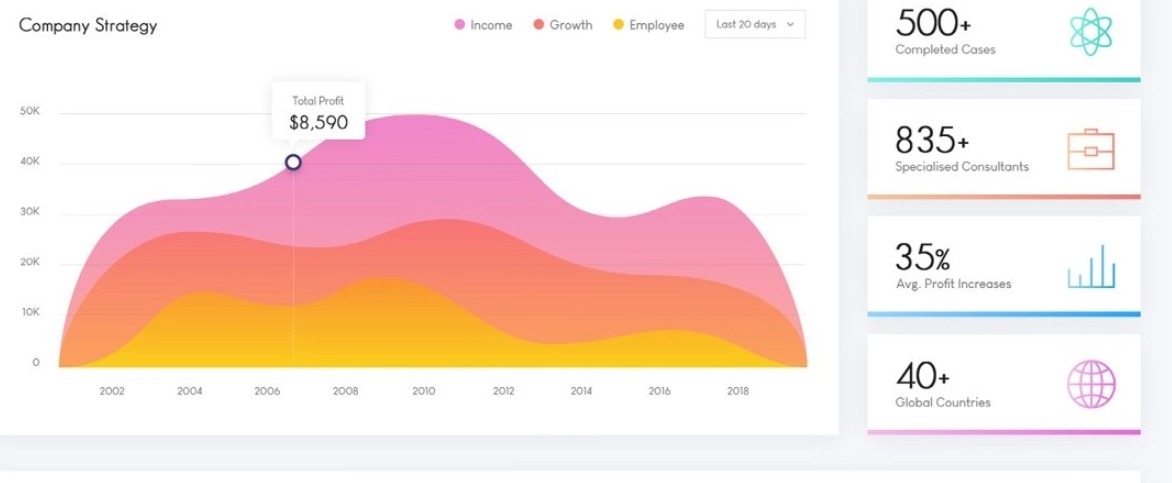 Company Strategy
Income Growth Employee Last 20 days
Total Profit
$8,590
50K
40K
30K
20K
10K
0
2002 2004 2006 2008 2010 2012 2014 2016 2018
500+
Completed Cases
835+
Specialised Consultants
35%
Avg. Profit Increases
40+
Global Countries